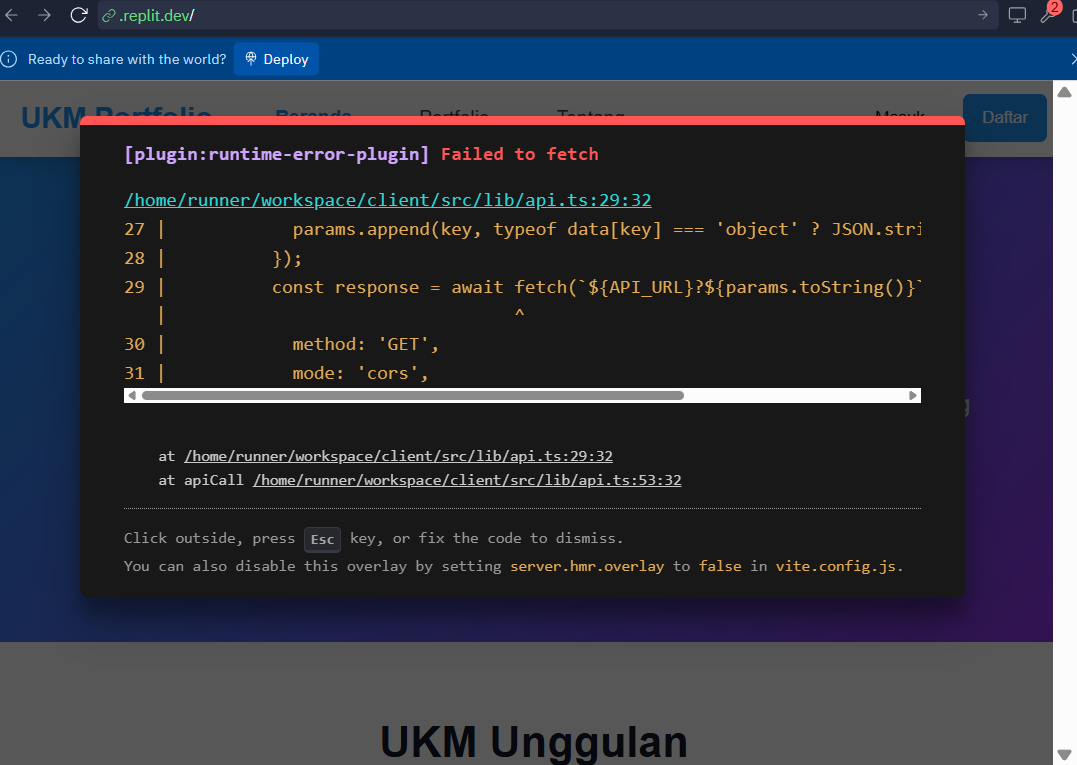 .replit.dev/
2
Ready to share with the world? Deploy
UKM Portfolio Beranda Portfolio Tentang Masuk Daftar
[plugin:runtime-error-plugin] Failed to fetch
/home/runner/workspace/client/src/lib/api.ts:29:32
27 | params.append(key, typeof data[key] === 'object' ? JSON.stri
28 | });
29 | const response = await fetch(`${API_URL}?${params.toString()}`
| ^
30 | method: 'GET',
31 | mode: 'cors',
at /home/runner/workspace/client/src/lib/api.ts:29:32
at apiCall /home/runner/workspace/client/src/lib/api.ts:53:32
Click outside, press Esc key, or fix the code to dismiss.
You can also disable this overlay by setting server.hmr.overlay to false in vite.config.js.
UKM Unggulan